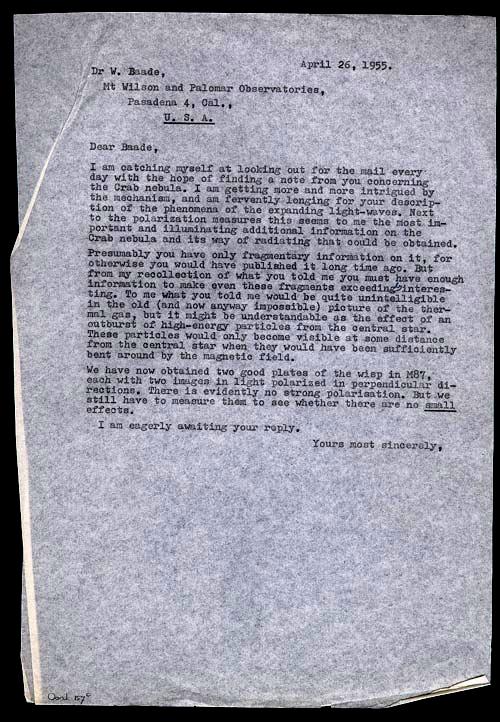 April 26, 1955.
Dr W. Baade,
Mt Wilson and Palomar Observatories,
Pasadena 4, Cal.,
U. S. A.
Dear Baade,
I am catching myself at looking out for the mail every
day with the hope of finding a note from you concerning
the Crab nebula. I am getting more and more intrigued by
the mechanism, and am fervently longing for your descrip-
tion of the phenomena of the expanding light-waves. Next
to the polarization measures this seems to me the most im-
portant and illuminating additional information on the
Crab nebula and its way of radiating that could be obtained.
Presumably you have only fragmentary information on it, for
otherwise you would have published it long time ago. But
from my recollection of what you told me you must have enough
information to make even these fragments exceeding interes-
ting. To me what you told me would be quite unintelligible
in the old (and now anyway impossible) picture of the ther-
mal gas, but it might be understandable as the effect of an
outburst of high-energy particles from the central star.
These particles would only become visible at some distance
from the central star when they would have been sufficiently
bent around by the magnetic field.
We have now obtained two good plates of the wisp in M87,
each with two images in light polarized in perpendicular di-
rections. There is evidently no strong polarisation. But we
still have to measure them to see whether there are no small
effects.
I am eagerly awaiting your reply.
Yours most sincerely,
Oort 157c